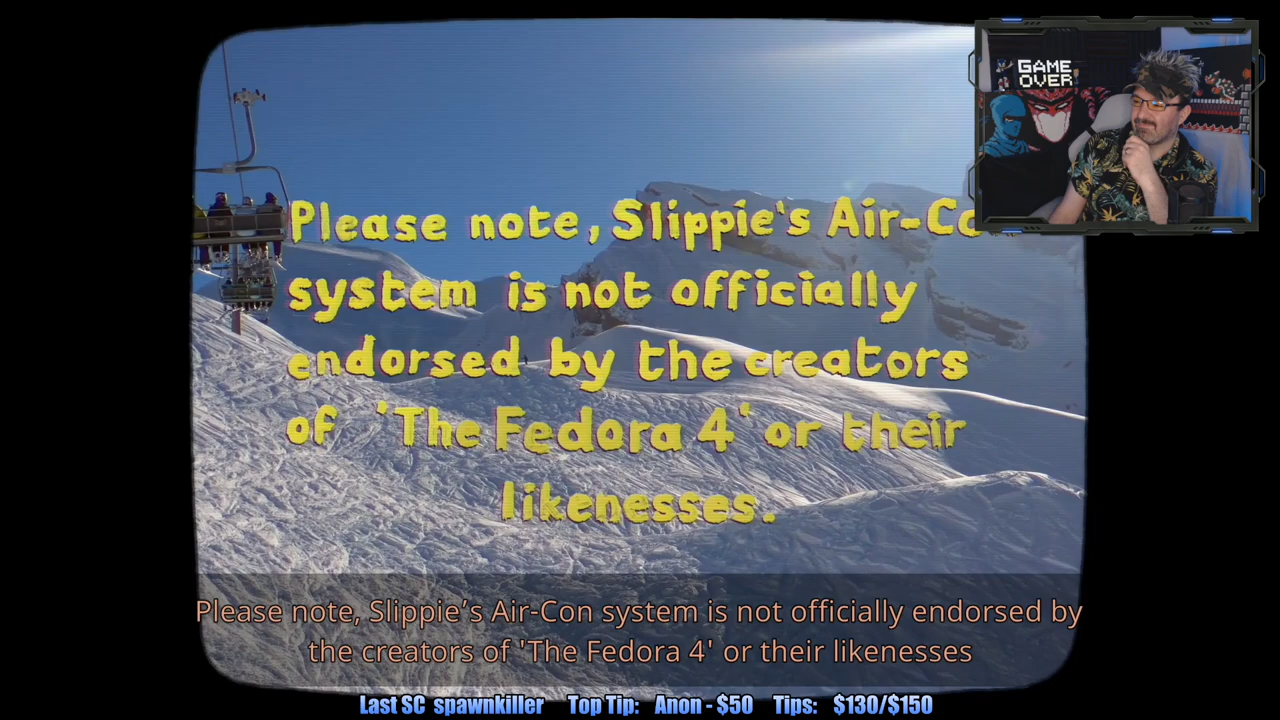 GAME
OVER
Please note, Slippie's Air-Co
system is not officially
endorsed by the creators
of 'The Fedora 4' or their
likenesses.
Please note, Slippie's Air-Con system is not officially endorsed by
the creators of 'The Fedora 4' or their likenesses
Last SC spawnkiller Top Tip: Anon - $50 Tips: $130/$150